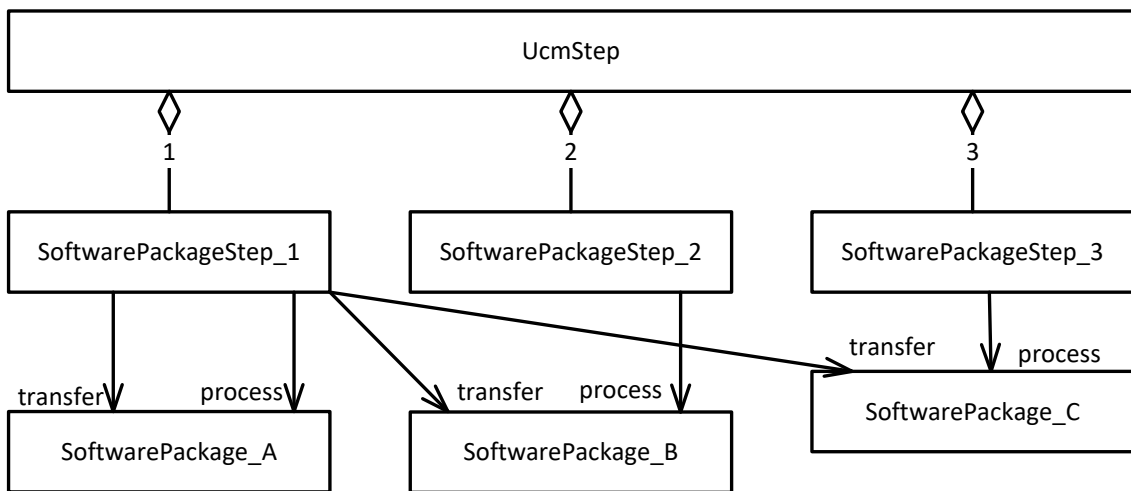 UcmStep
1
2
3
SoftwarePackageStep_1
SoftwarePackageStep_2
SoftwarePackageStep_3
transfer
process
transfer
process
transfer
process
SoftwarePackage_A
SoftwarePackage_B
SoftwarePackage_C